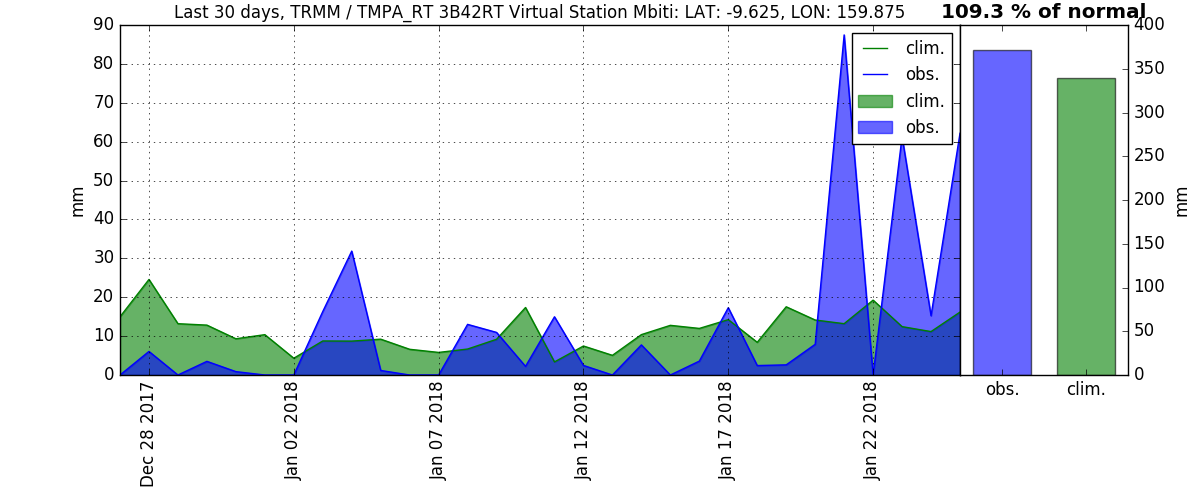 Last 30 days, TRMM / TMPA_RT 3B42RT Virtual Station Mbiti: LAT: -9.625, LON: 159.875
109.3 % of normal
90
80
70
60
50
40
30
20
10
0
mm
clim.
obs.
clim.
obs.
Dec 28 2017
Jan 02 2018
Jan 07 2018
Jan 12 2018
Jan 17 2018
Jan 22 2018
400
350
300
250
200
150
100
50
0
mm
obs.
clim.